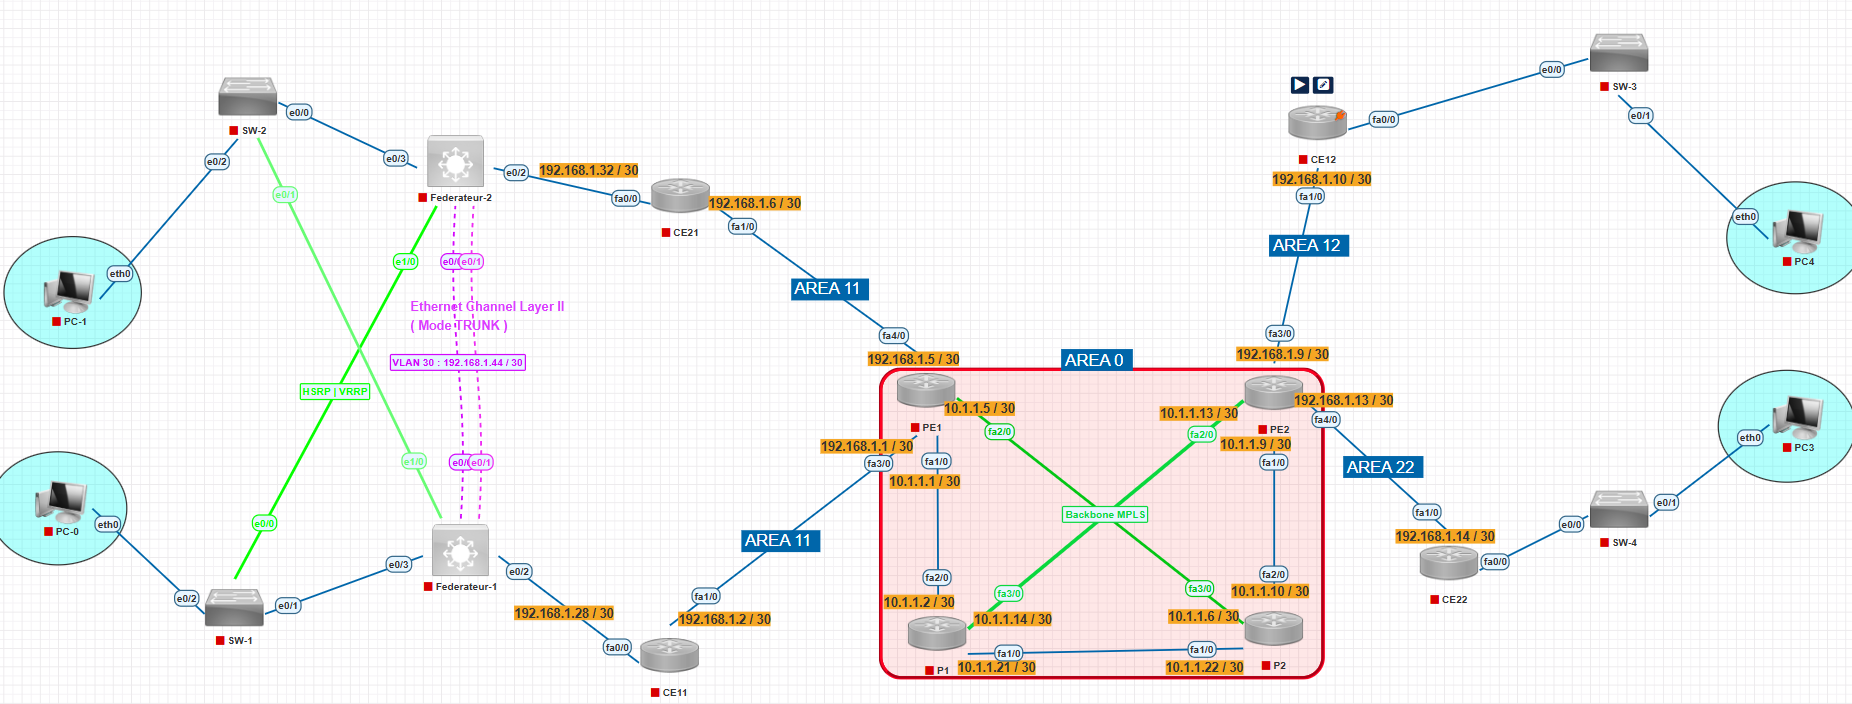 SW-3
e0/0
e0/1
SW-2
e0/0
e0/2
e0/3
e0/1
CE12
fa0/0
192.168.1.10 / 30
fa1/0
192.168.1.32 / 30
e0/2
fa0/0
Federateur-2
192.168.1.6 / 30
fa1/0
CE21
eth0
PC4
AREA 12
e1/0
e0/1
eth0
PC-1
AREA 11
Ethernet Channel Layer II
( Mode TRUNK )
fa4/0
fa3/0
192.168.1.5 / 30
192.168.1.9 / 30
AREA 0
VLAN 30 : 192.168.1.44 / 30
HSRP | VRRP
192.168.1.13 / 30
10.1.1.5 / 30
10.1.1.13 / 30
fa4/0
PE1
PE2
fa2/0
fa2/0
192.168.1.1 / 30
10.1.1.9 / 30
fa3/0
fa1/0
fa1/0
10.1.1.1 / 30
AREA 22
eth0
PC3
e1/0
e0/1
Backbone MPLS
eth0
PC-0
e0/0
AREA 11
fa1/0
192.168.1.14 / 30
e0/0
e0/1
SW-4
fa0/0
CE22
e0/3
Federateur-1
e0/2
fa2/0
fa2/0
fa3/0
fa3/0
10.1.1.10 / 30
10.1.1.2 / 30
10.1.1.14 / 30
10.1.1.6 / 30
e0/2
e0/1
SW-1
fa1/0
192.168.1.28 / 30
192.168.1.2 / 30
fa0/0
CE11
fa1/0
fa1/0
P1
10.1.1.21 / 30
10.1.1.22 / 30
P2